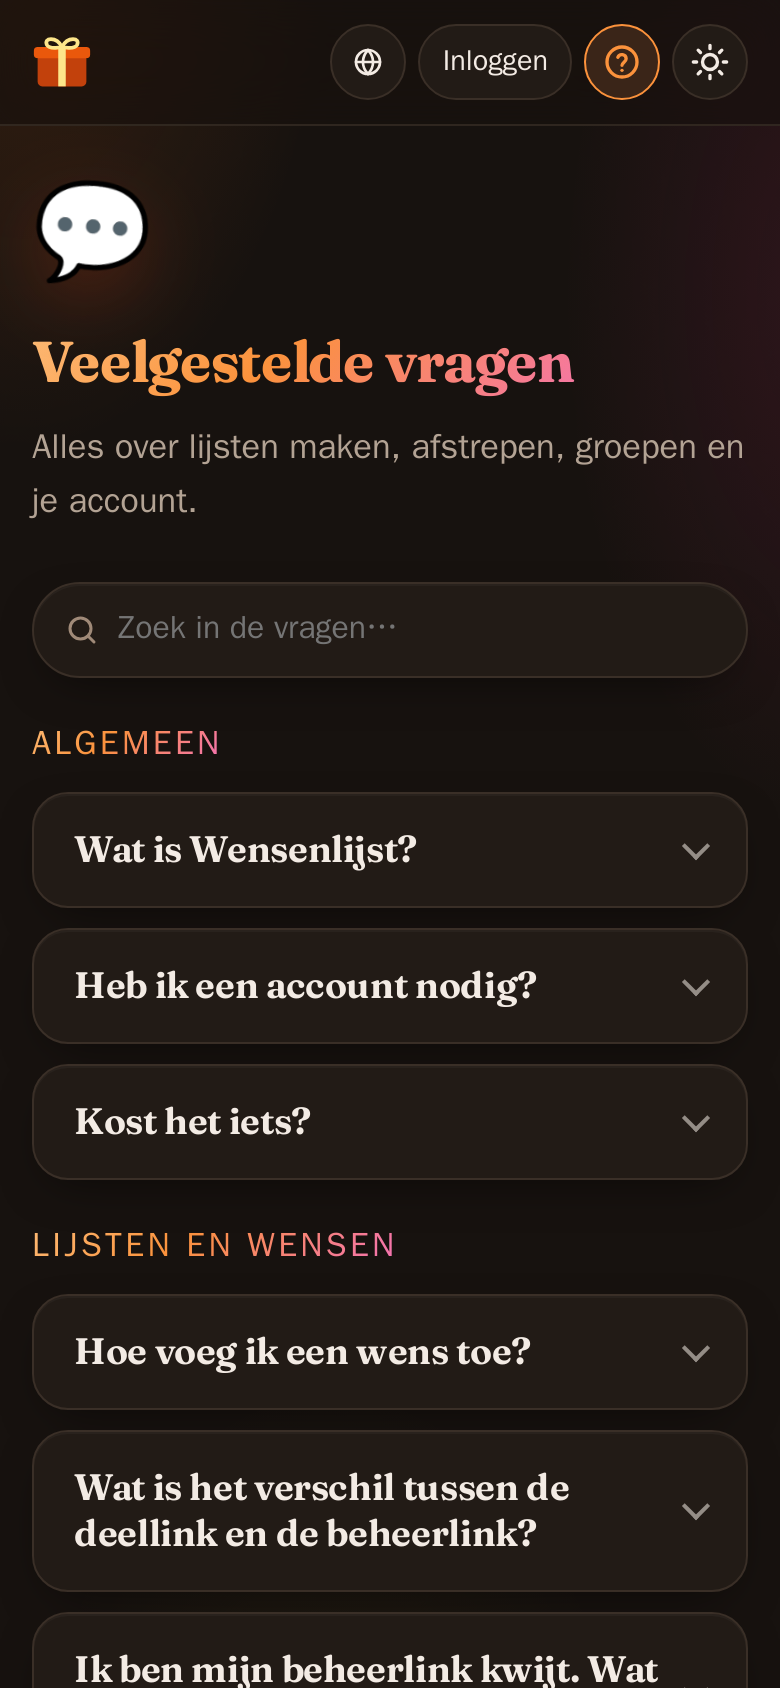 Inloggen
Veelgestelde vragen
Alles over lijsten maken, afstrepen, groepen en
je account.
Zoek in de vragen…
ALGEMEEN
Wat is Wensenlijst?
Heb ik een account nodig?
Kost het iets?
LIJSTEN EN WENSEN
Hoe voeg ik een wens toe?
Wat is het verschil tussen de
deellink en de beheerlink?
Ik ben mijn beheerlink kwijt. Wat